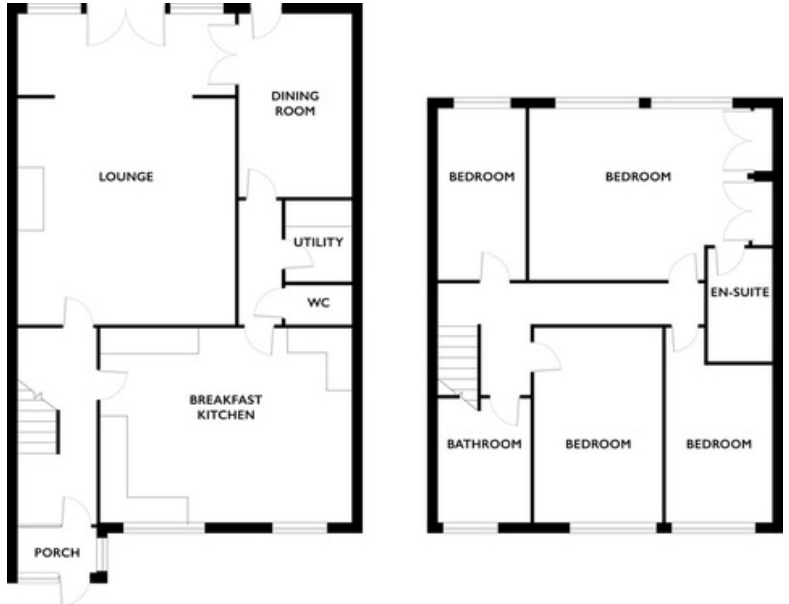 DINING
ROOM
LOUNGE
UTILITY
WC
BREAKFAST
KITCHEN
PORCH
BEDROOM
BEDROOM
EN-SUITE
BATHROOM
BEDROOM
BEDROOM